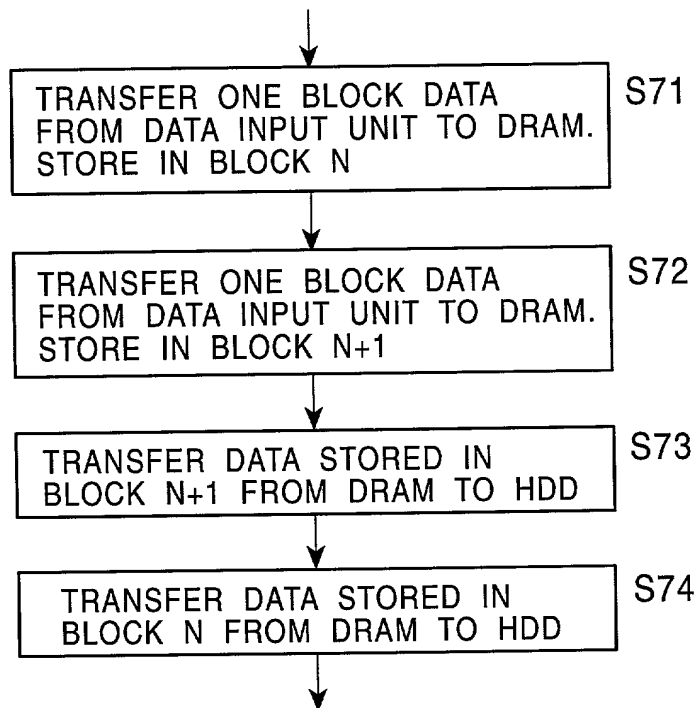 TRANSFER ONE BLOCK DATA
FROM DATA INPUT UNIT TO DRAM.
STORE IN BLOCK N
S71
TRANSFER ONE BLOCK DATA
FROM DATA INPUT UNIT TO DRAM.
STORE IN BLOCK N+1
S72
TRANSFER DATA STORED IN
BLOCK N+1 FROM DRAM TO HDD
S73
TRANSFER DATA STORED IN
BLOCK N FROM DRAM TO HDD
S74